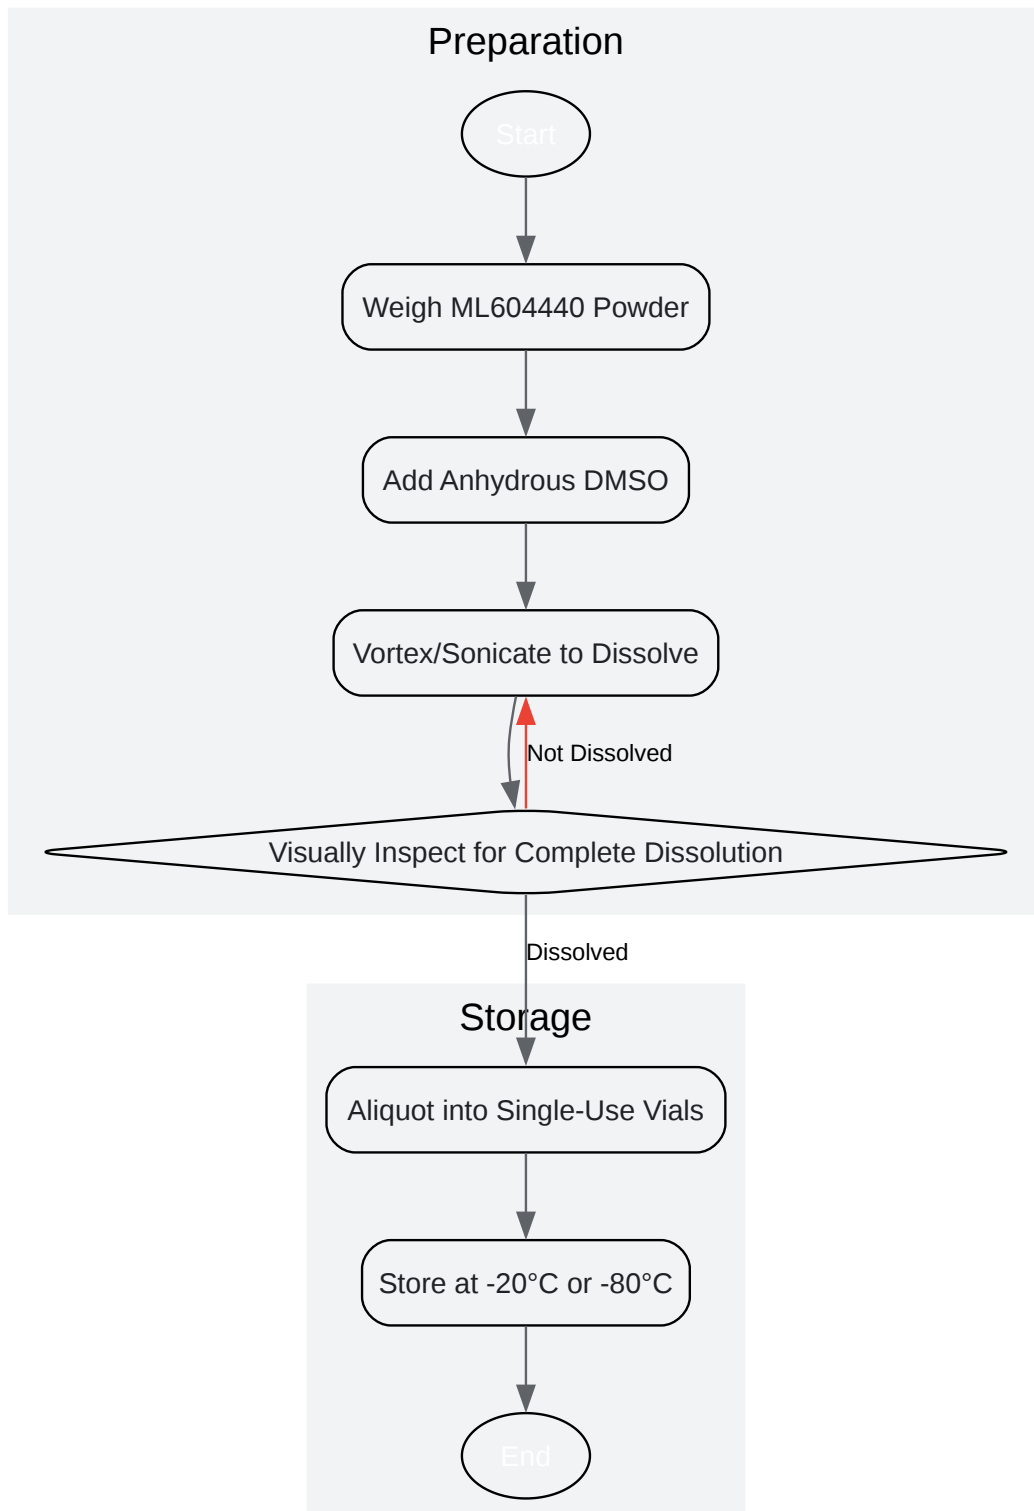 Preparation
Start
Weigh ML604440 Powder
Add Anhydrous DMSO
Vortex/Sonicate to Dissolve
Not Dissolved
Visually Inspect for Complete Dissolution
Dissolved
Storage
Aliquot into Single-Use Vials
Store at -20°C or -80°C
End